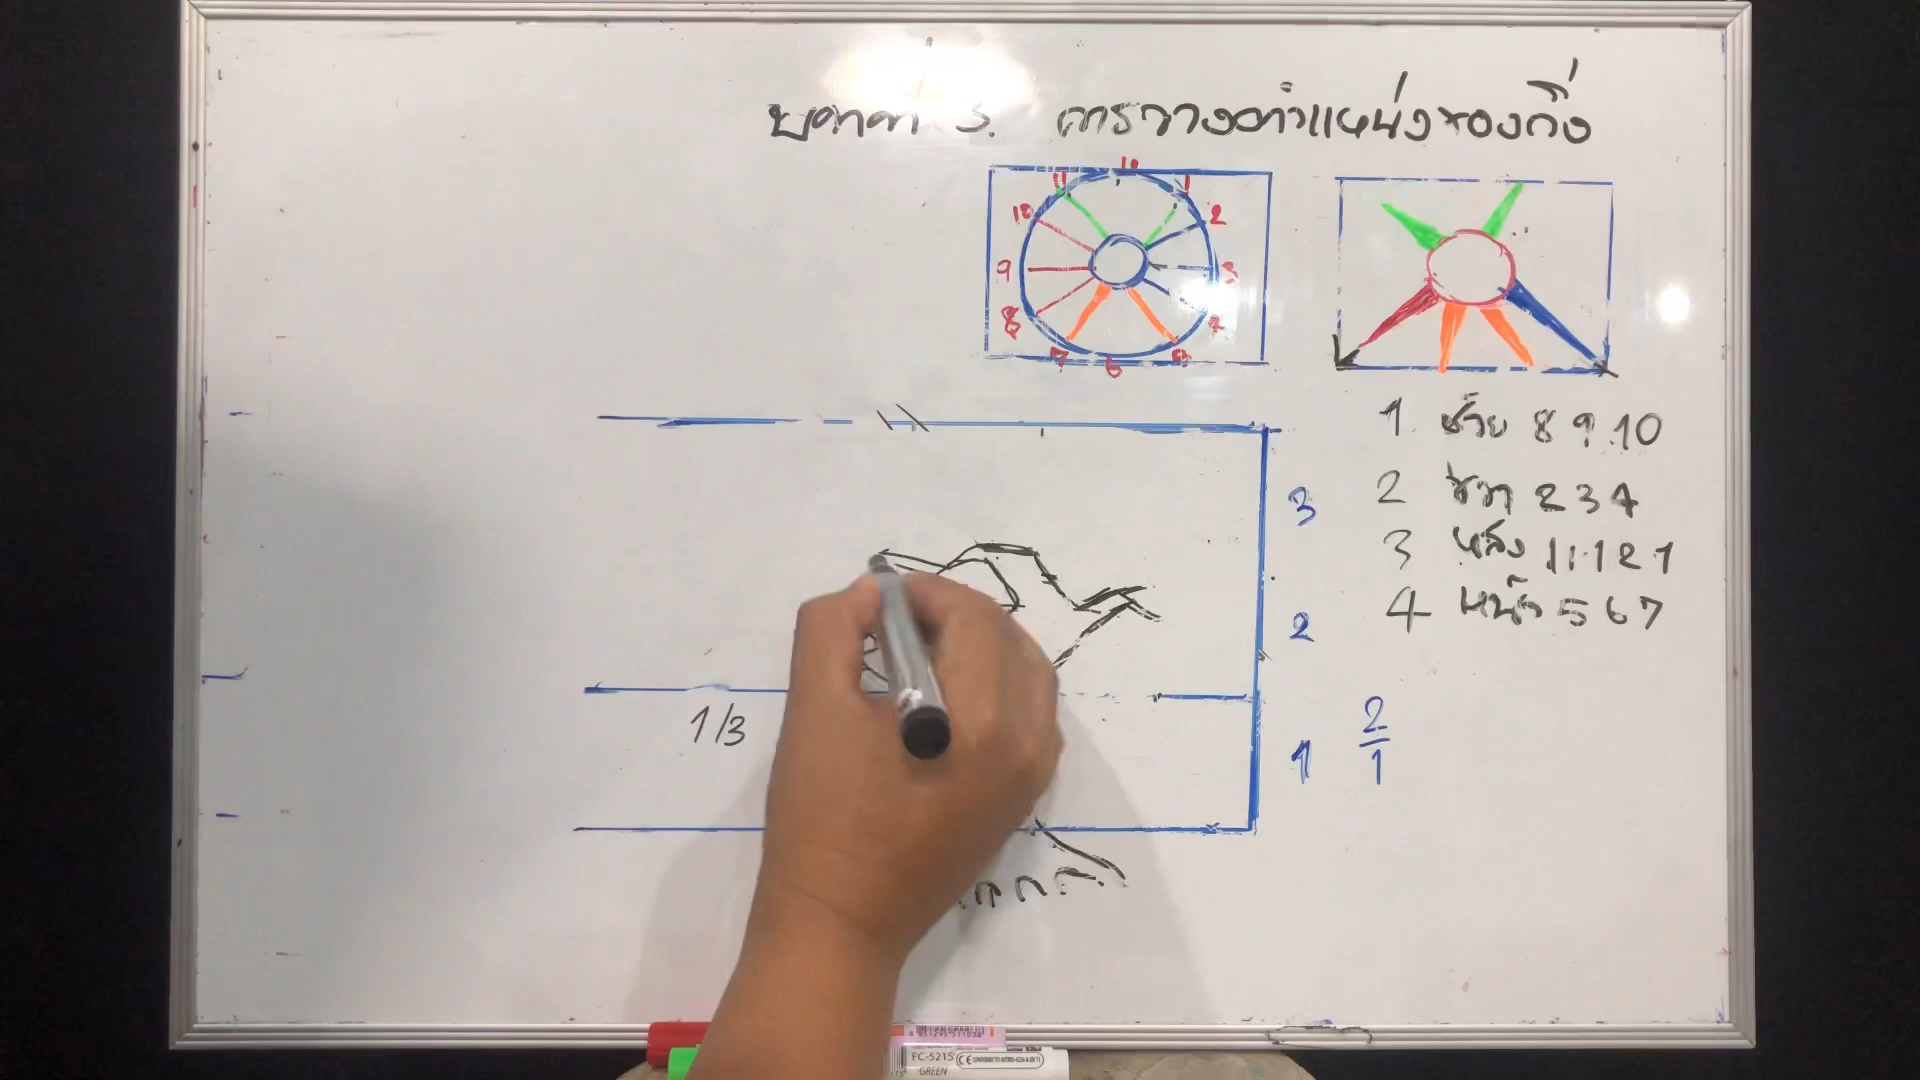 3. การวางตำแหน่งของกิ่ง
11 12 1
10 2
9 3
8 4
7 6 5
1 ซ้าย 8 9 10
2 ขวา 2 3 4
3 หลัง 11 12 1
4 หน้า 5 6 7
3
2
1
2
1
1/3
FC-5215
GREEN